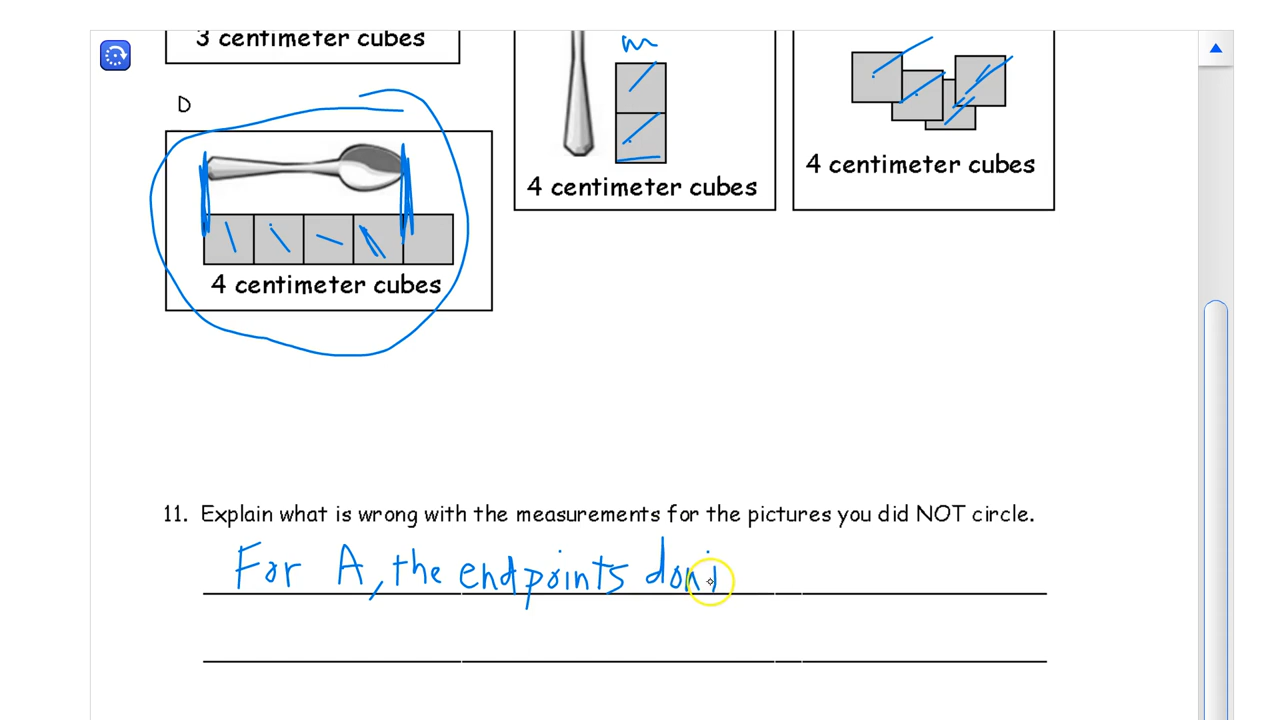 3 centimeter cubes
D
4 centimeter cubes
4 centimeter cubes
4 centimeter cubes
11. Explain what is wrong with the measurements for the pictures you did NOT circle.
For A, the endpoints don